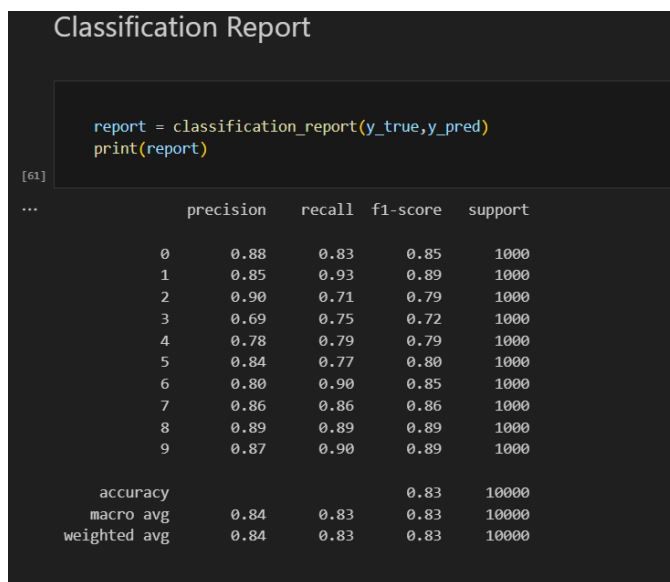 Classification Report
report = classification_report(y_true,y_pred)
print(report)
[61]
... precision recall f1-score support
0 0.88 0.83 0.85 1000
1 0.85 0.93 0.89 1000
2 0.90 0.71 0.79 1000
3 0.69 0.75 0.72 1000
4 0.78 0.79 0.79 1000
5 0.84 0.77 0.80 1000
6 0.80 0.90 0.85 1000
7 0.86 0.86 0.86 1000
8 0.89 0.89 0.89 1000
9 0.87 0.90 0.89 1000
accuracy 0.83 10000
macro avg 0.84 0.83 0.83 10000
weighted avg 0.84 0.83 0.83 10000